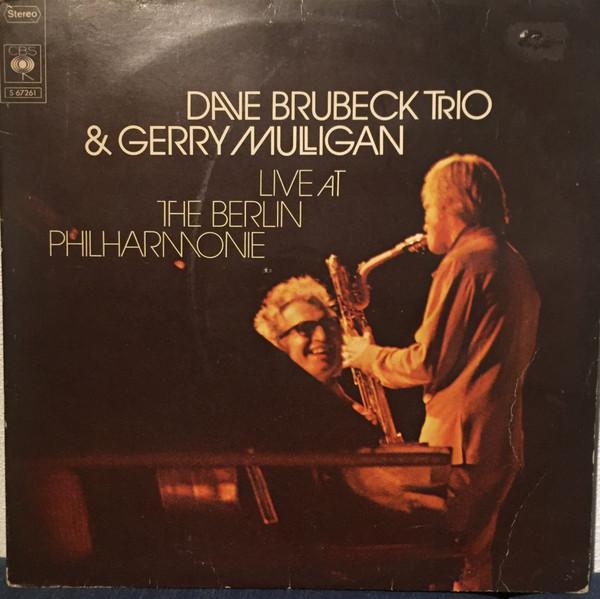 Stereo
CBS
S 67261
DAVE BRUBECK TRIO
& GERRY MULLIGAN
LIVE AT
THE BERLIN
PHILHARMONIE